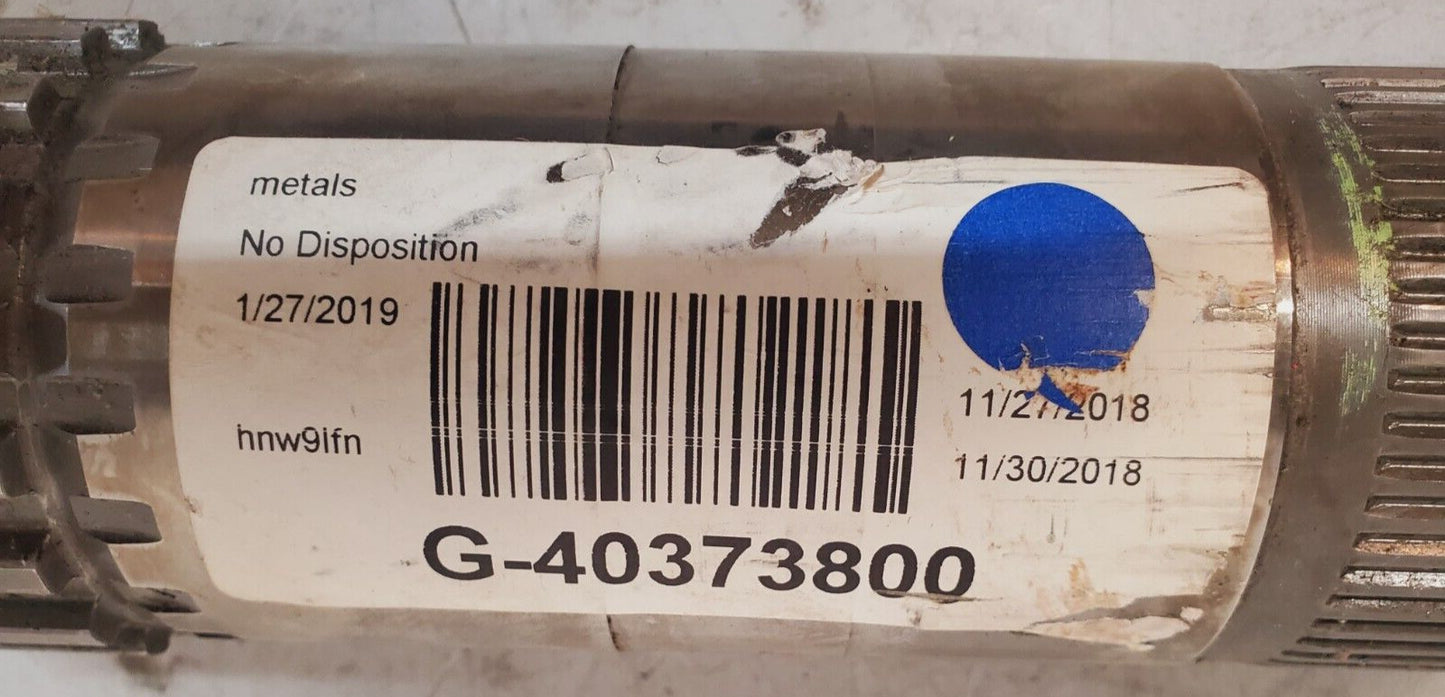 metals
No Disposition
1/27/2019
11/27/2018
hnw9lfn
11/30/2018
G-40373800